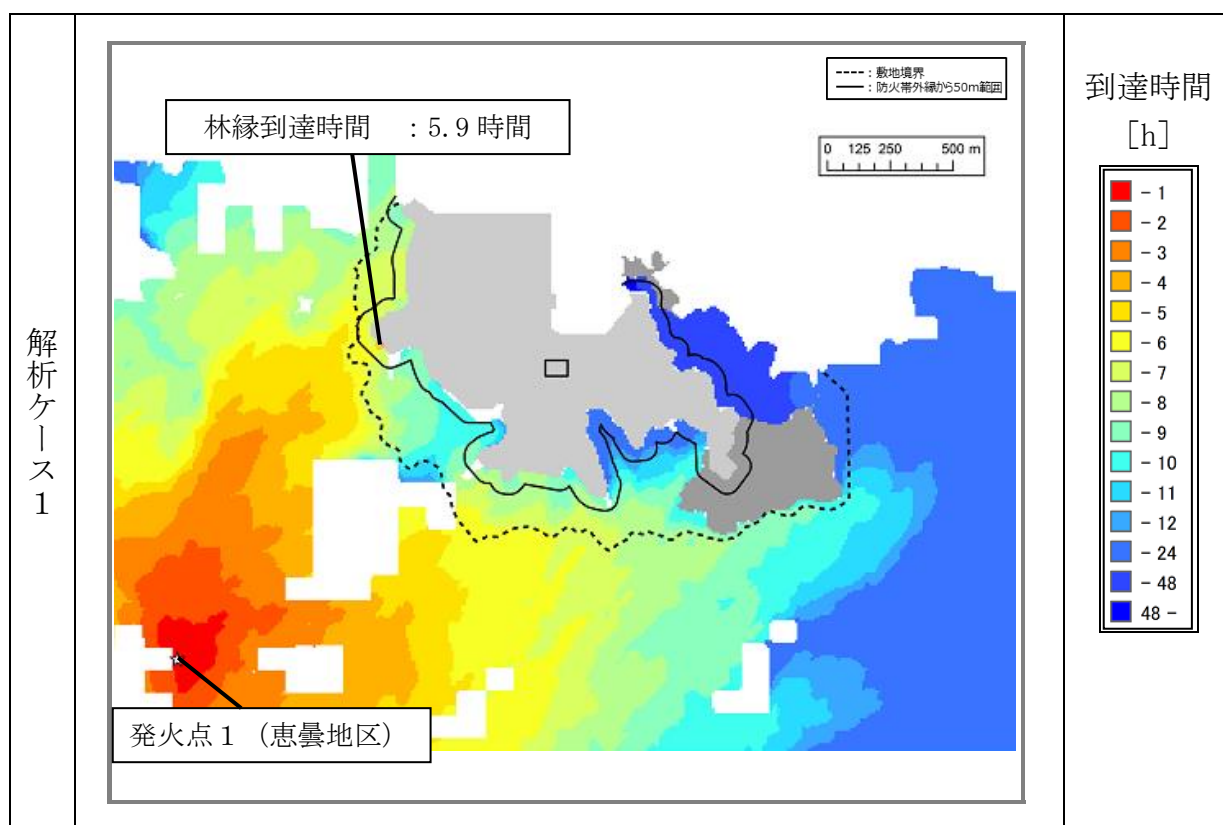 解析ケース1
----- : 敷地境界
—— : 防火帯外縁から50m範囲
0 125 250 500 m
林縁到達時間 : 5.9 時間
発火点1 (恵曇地区)
到達時間
[h]
- 1
- 2
- 3
- 4
- 5
- 6
- 7
- 8
- 9
- 10
- 11
- 12
- 24
- 48
48 -